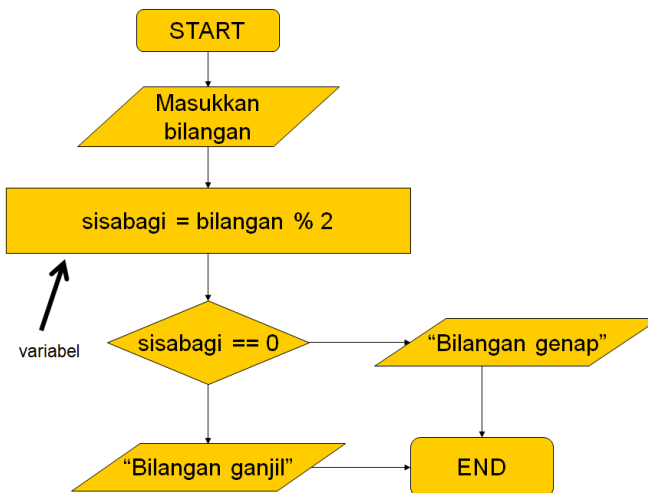 START
Masukkan
bilangan
sisabagi = bilangan % 2
variabel
sisabagi == 0
“Bilangan genap”
“Bilangan ganjil”
END